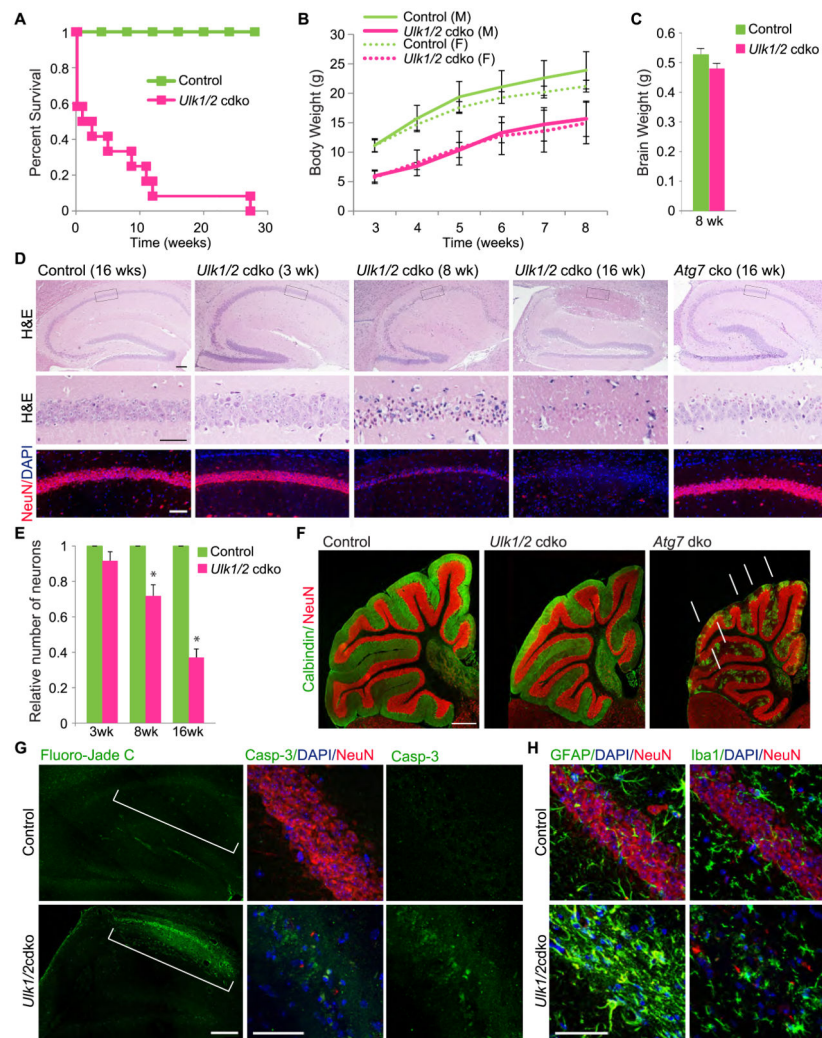 A
Percent Survival
1
0.8
0.6
0.4
0.2
0
Control
Ulk1/2 cdko
0 10 20 30
Time (weeks)
B
Body Weight (g)
30
25
20
15
10
5
0
Control (M)
Ulk1/2 cdko (M)
Control (F)
Ulk1/2 cdko (F)
3 4 5 6 7 8
Time (weeks)
C
Brain Weight (g)
0.6
0.5
0.4
0.3
0.2
0.1
0
Control
Ulk1/2 cdko
8 wk
D
Control (16 wks) Ulk1/2 cdko (3 wk) Ulk1/2 cdko (8 wk) Ulk1/2 cdko (16 wk) Atg7 cko (16 wk)
H&E
H&E
NeuN/DAPI
E
Relative number of neurons
1
0.8
0.6
0.4
0.2
0
Control
Ulk1/2 cdko
*
*
3wk 8wk 16wk
F
Control Ulk1/2 cdko Atg7 dko
Calbindin/NeuN
G
Fluoro-Jade C Casp-3/DAPI/NeuN Casp-3
Control
Ulk1/2cdko
H
GFAP/DAPI/NeuN Iba1/DAPI/NeuN
Control
Ulk1/2cdko